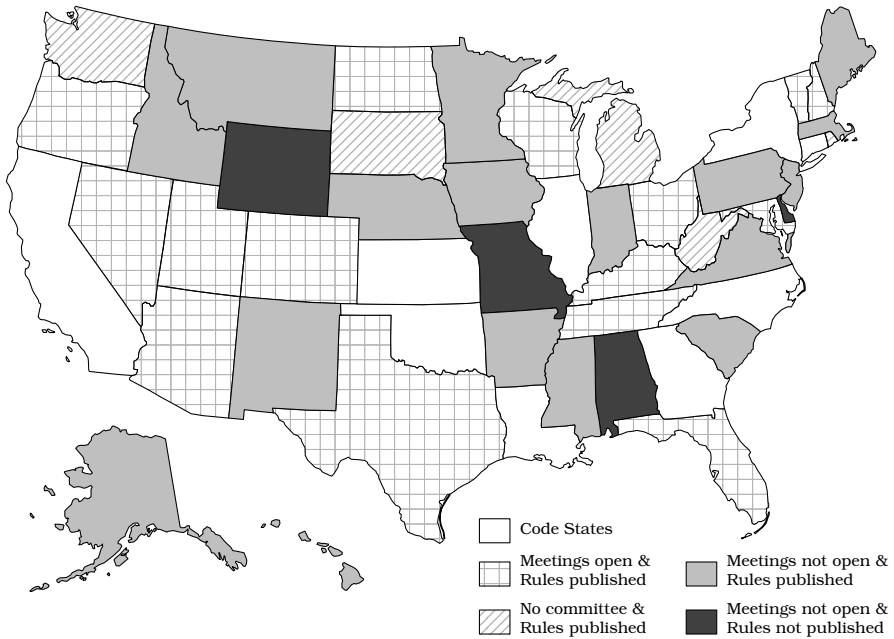 Code States
Meetings open &
Rules published
Meetings not open &
Rules published
No committee &
Rules published
Meetings not open &
Rules not published